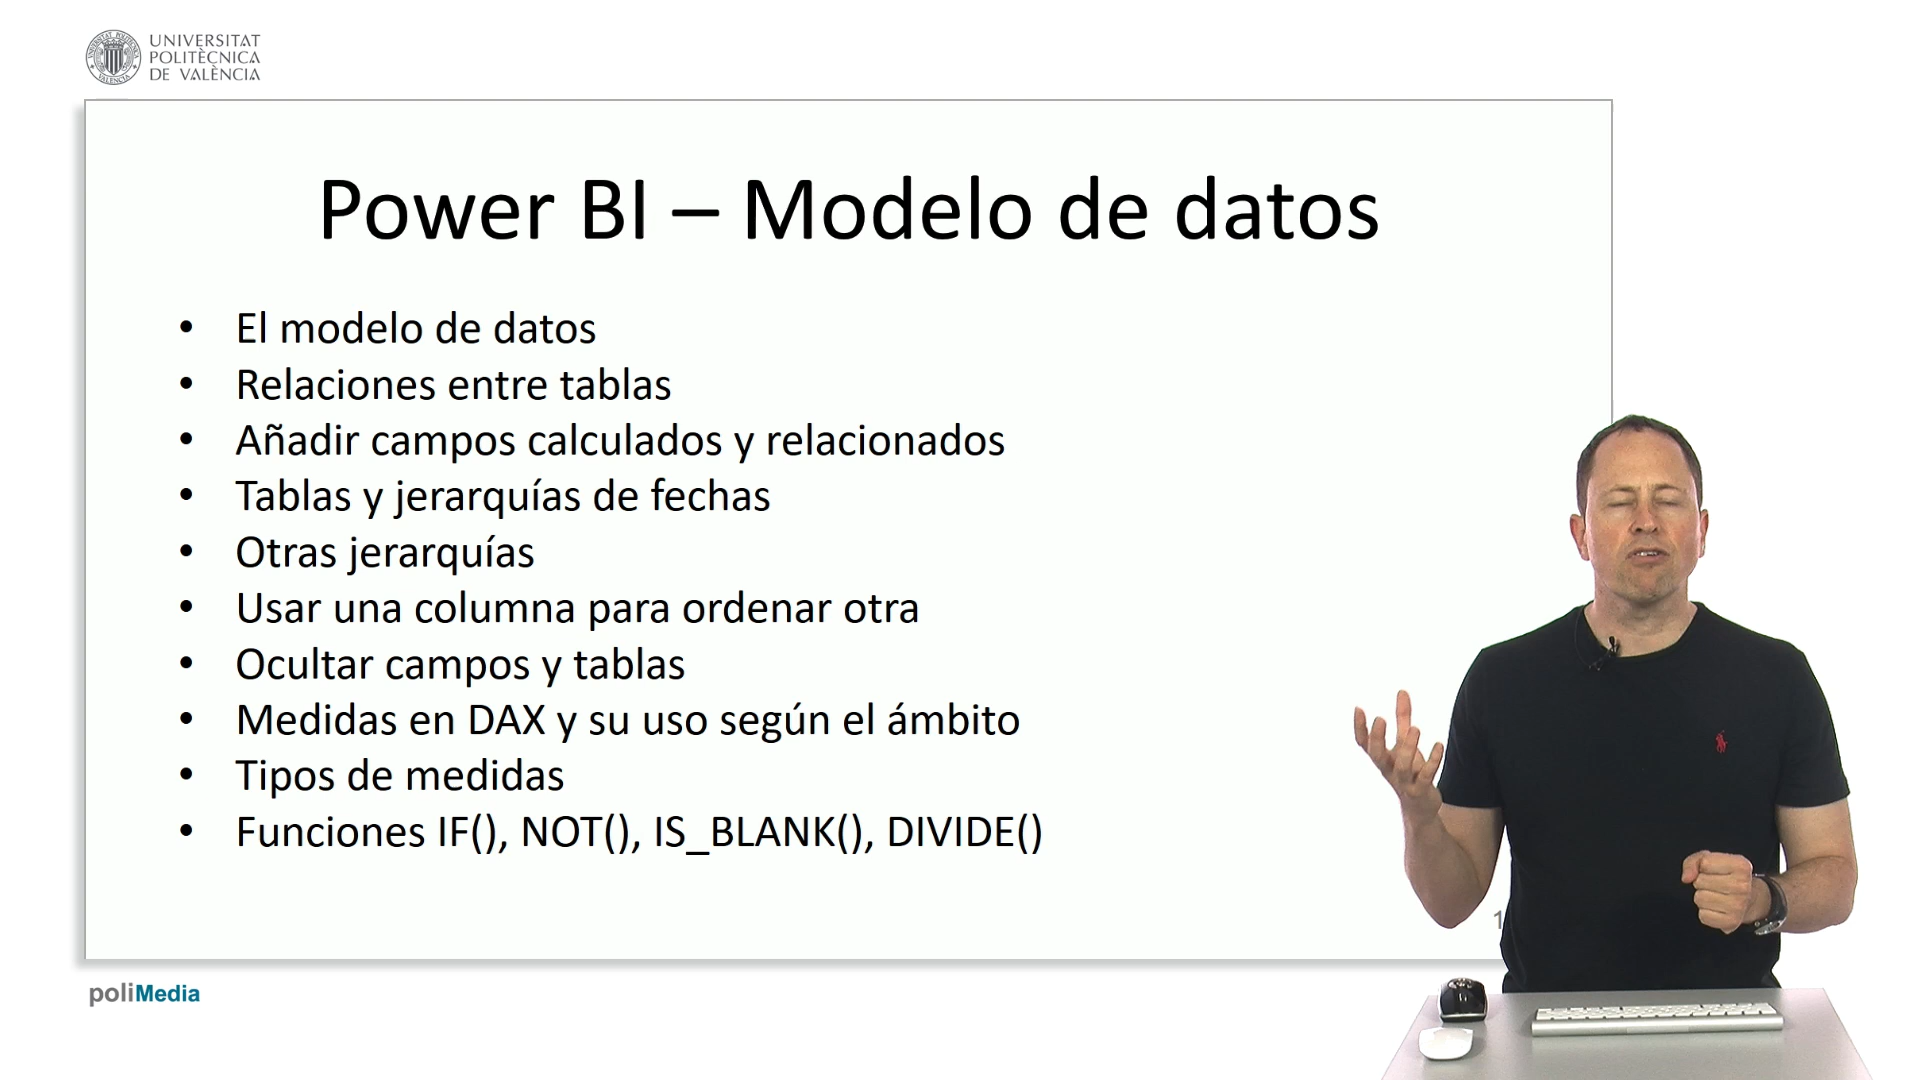 UNIVERSITAT
POLITÈCNICA
DE VALÈNCIA
Power BI – Modelo de datos
• El modelo de datos
• Relaciones entre tablas
• Añadir campos calculados y relacionados
• Tablas y jerarquías de fechas
• Otras jerarquías
• Usar una columna para ordenar otra
• Ocultar campos y tablas
• Medidas en DAX y su uso según el ámbito
• Tipos de medidas
• Funciones IF(), NOT(), IS_BLANK(), DIVIDE()
poliMedia